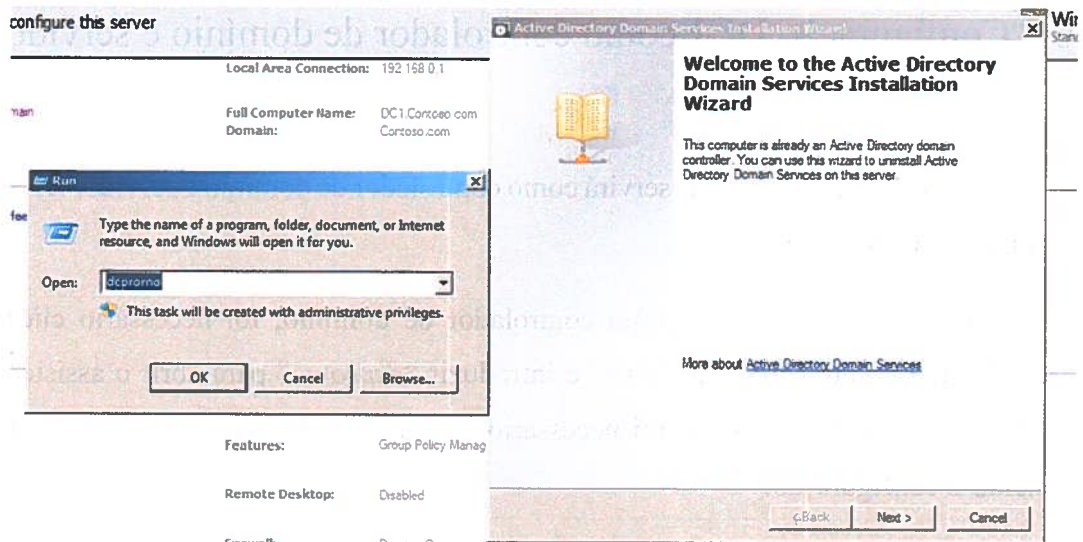 configure this server
Local Area Connection: 192.168.0.1
Full Computer Name: DC1.Contoso.com
Domain: Contoso.com
Run
Type the name of a program, folder, document, or Internet
resource, and Windows will open it for you.
Open: dcpromo
This task will be created with administrative privileges.
OK Cancel Browse...
Features: Group Policy Manag
Remote Desktop: Disabled
Active Directory Domain Services Installation Wizard
Welcome to the Active Directory
Domain Services Installation
Wizard
This computer is already an Active Directory domain
controller. You can use this wizard to uninstall Active
Directory Domain Services on this server.
More about Active Directory Domain Services
< Back Next > Cancel
Win
Stand